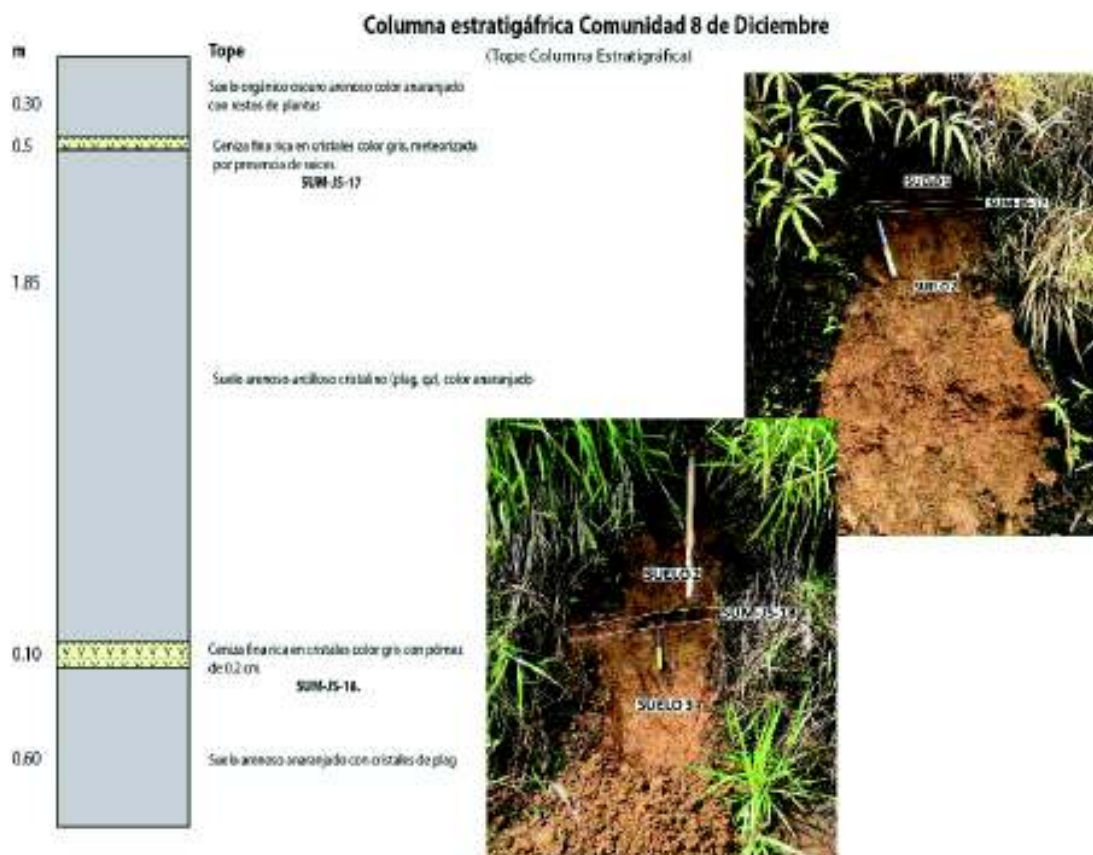 Columna estratigáfrica Comunidad 8 de Diciembre
(Tope Columna Estratigráfica)
m
Tope
0.30
Suelo orgánico oscuro arenoso color anaranjado
con restos de plantas
0.5
Ceniza fina rica en cristales color gris, meteorizada
por presencia de raices.
SUM-JS-17
1.85
Suelo arenoso arcilloso cristalino (plag, qz), color anaranjado
0.10
Ceniza fina rica en cristales color gris con pómez
de 0.2 cm
SUM-JS-18.
0.60
Suelo arenoso anaranjado con cristales de plag
SUELO 1
SUM-JS-17
SUELO 2
SUELO 2
SUM-JS-18
SUELO 3